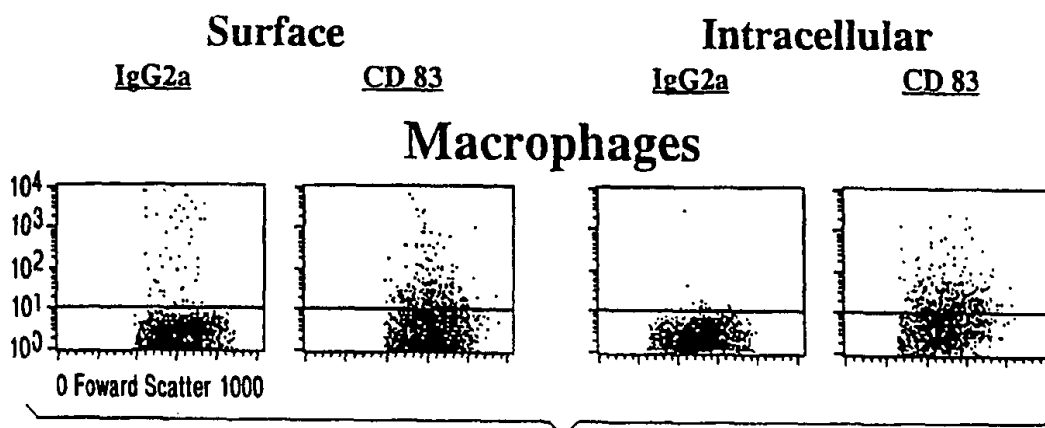 Surface Intracellular
IgG2a CD 83 IgG2a CD 83
Macrophages
10⁴
10³
10²
10¹
10⁰
0 Foward Scatter 1000